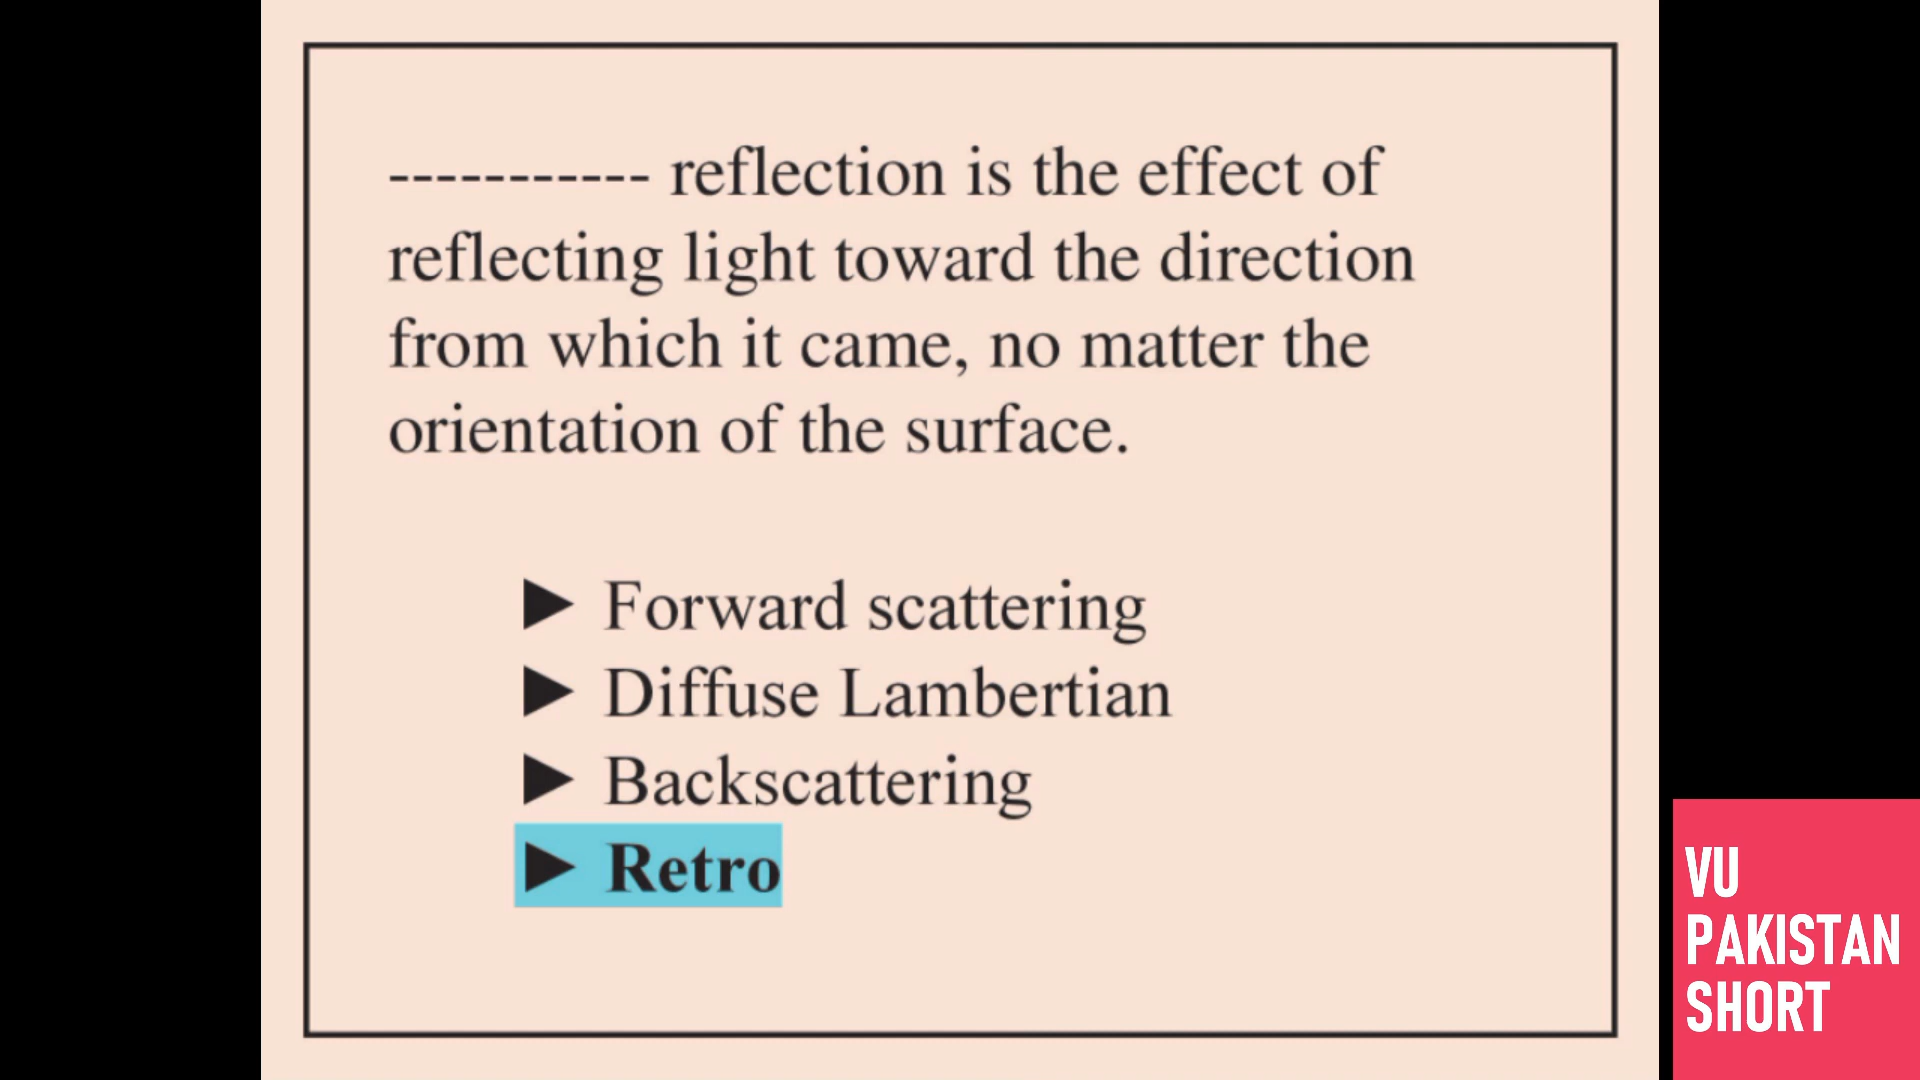 ----------- reflection is the effect of
reflecting light toward the direction
from which it came, no matter the
orientation of the surface.
► Forward scattering
► Diffuse Lambertian
► Backscattering
► Retro
VU
PAKISTAN
SHORT